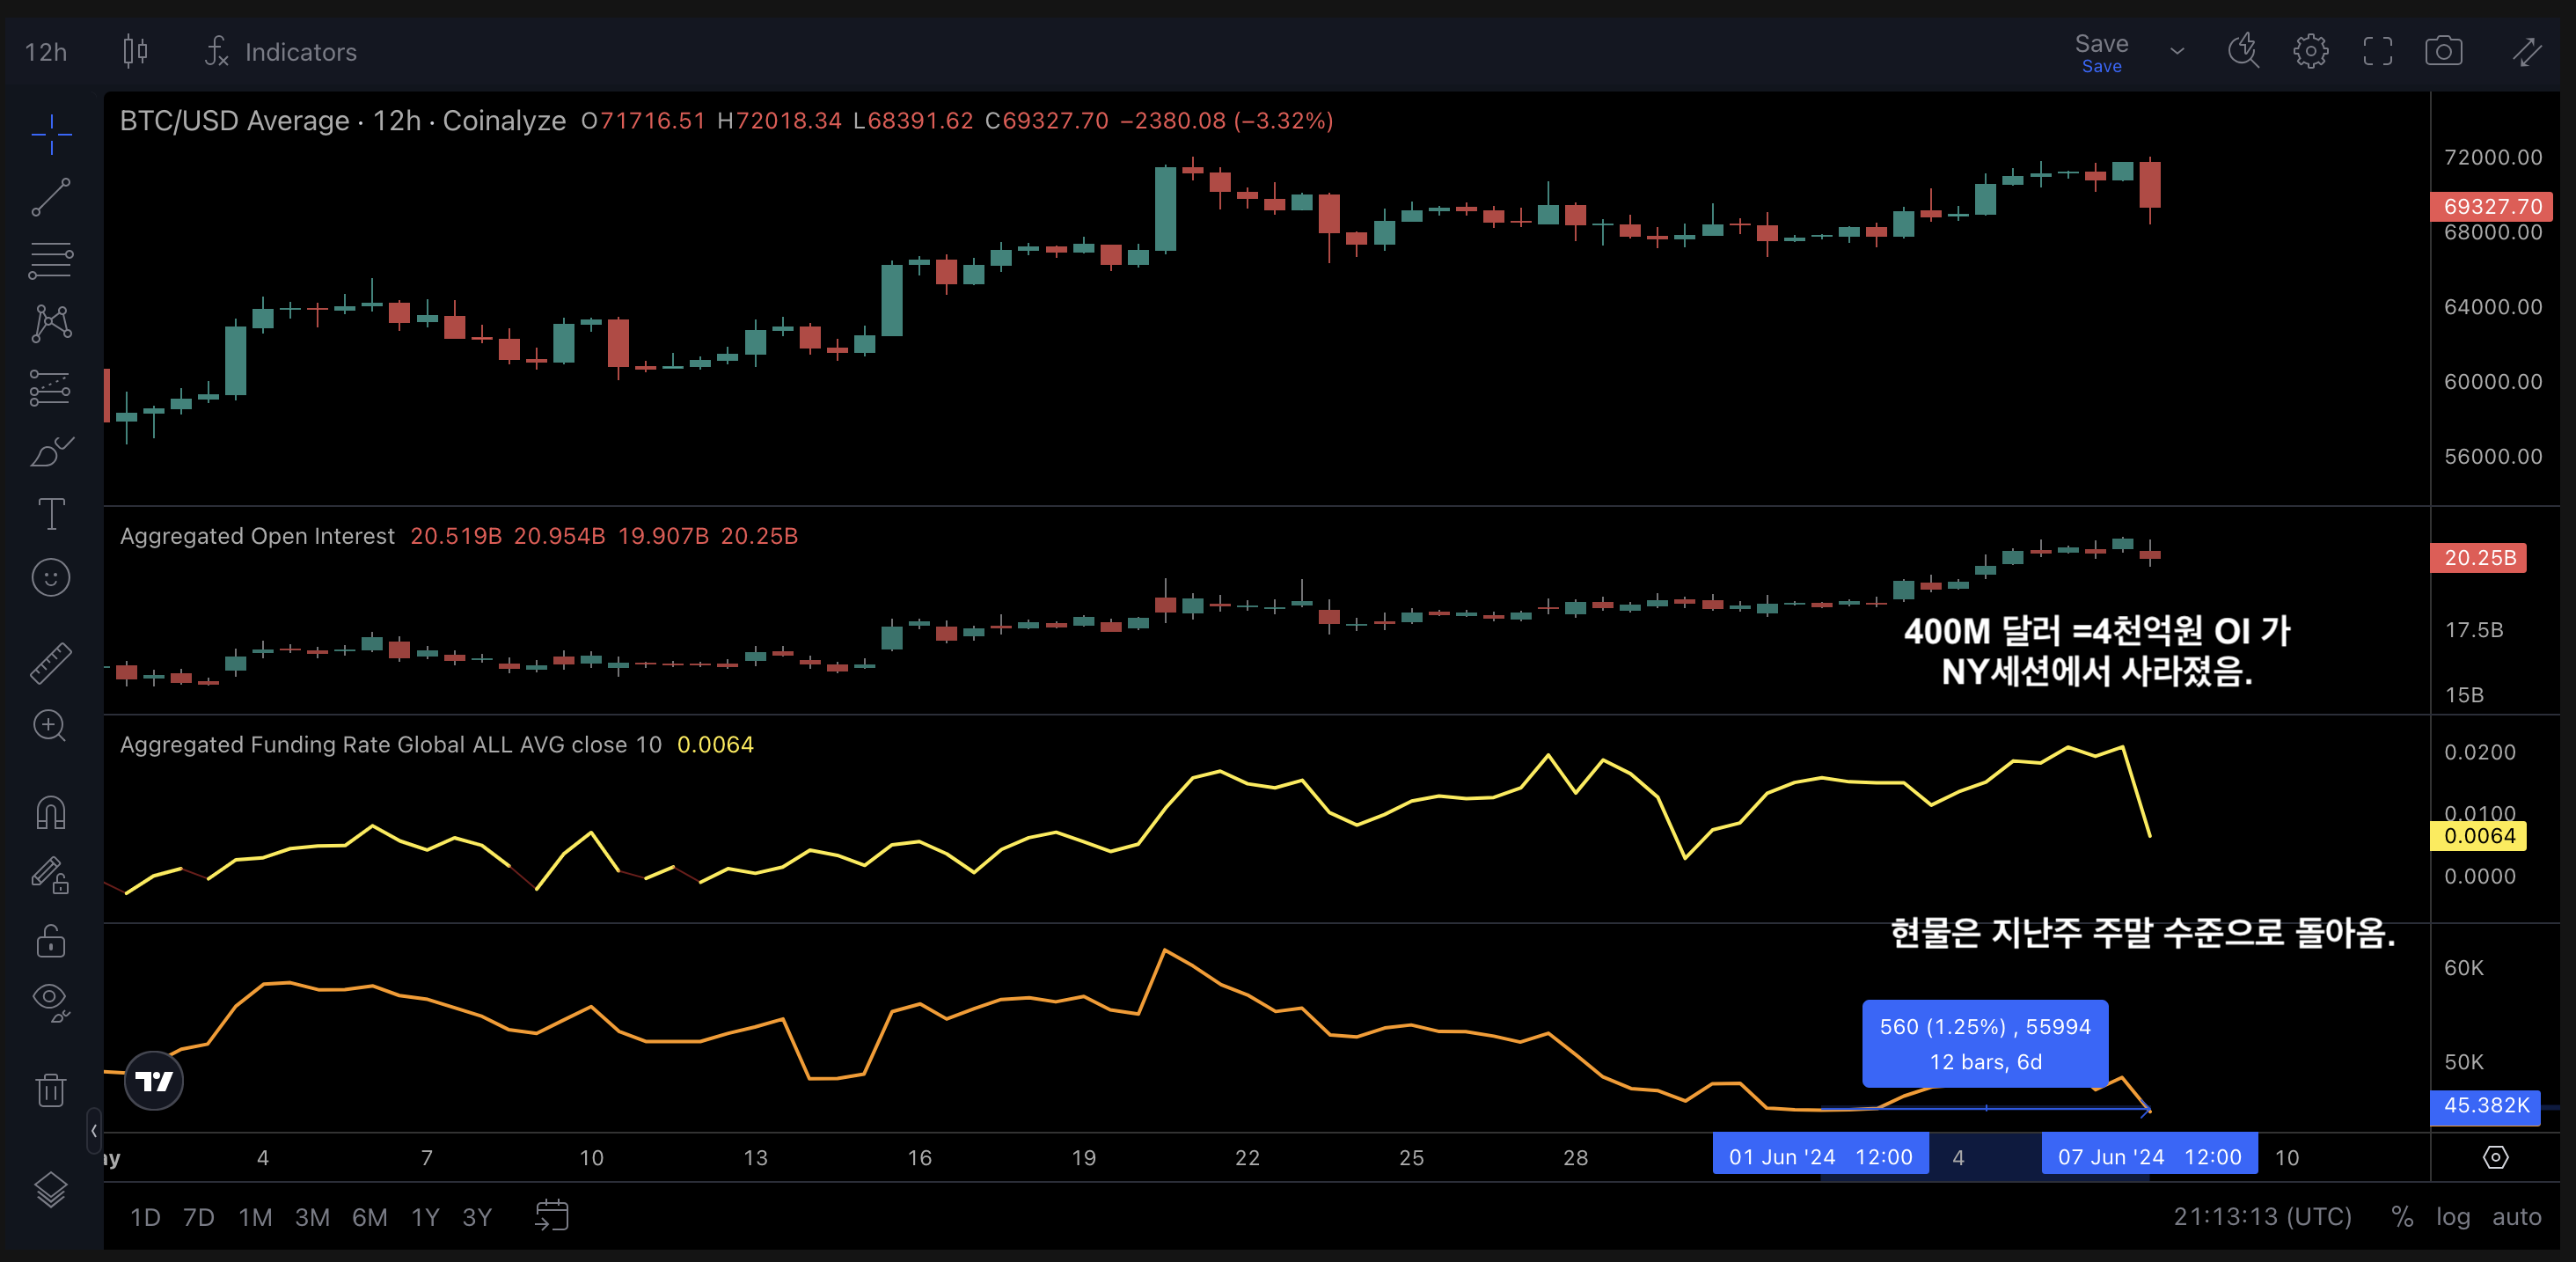 12h
Indicators
Save
Save
BTC/USD Average · 12h · Coinalyze O71716.51 H72018.34 L68391.62 C69327.70 −2380.08 (−3.32%)
72000.00
69327.70
68000.00
64000.00
60000.00
56000.00
Aggregated Open Interest 20.519B 20.954B 19.907B 20.25B
20.25B
400M 달러 =4천억원 OI 가
NY세션에서 사라졌음.
17.5B
15B
Aggregated Funding Rate Global ALL AVG close 10 0.0064
0.0200
0.0100
0.0064
0.0000
현물은 지난주 주말 수준으로 돌아옴.
60K
560 (1.25%) , 55994
12 bars, 6d
50K
45.382K
ay 4 7 10 13 16 19 22 25 28 01 Jun '24 12:00 4 07 Jun '24 12:00 10
1D 7D 1M 3M 6M 1Y 3Y 21:13:13 (UTC) % log auto